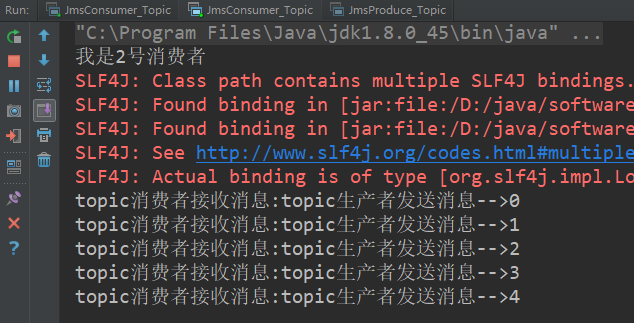 Run: JmsConsumer_Topic JmsConsumer_Topic JmsProduce_Topic
"C:\Program Files\Java\jdk1.8.0_45\bin\java" ...
我是2号消费者
SLF4J: Class path contains multiple SLF4J bindings.
SLF4J: Found binding in [jar:file:/D:/java/software
SLF4J: Found binding in [jar:file:/D:/java/software
SLF4J: See http://www.slf4j.org/codes.html#multiple
SLF4J: Actual binding is of type [org.slf4j.impl.Lo
topic消费者接收消息:topic生产者发送消息-->0
topic消费者接收消息:topic生产者发送消息-->1
topic消费者接收消息:topic生产者发送消息-->2
topic消费者接收消息:topic生产者发送消息-->3
topic消费者接收消息:topic生产者发送消息-->4